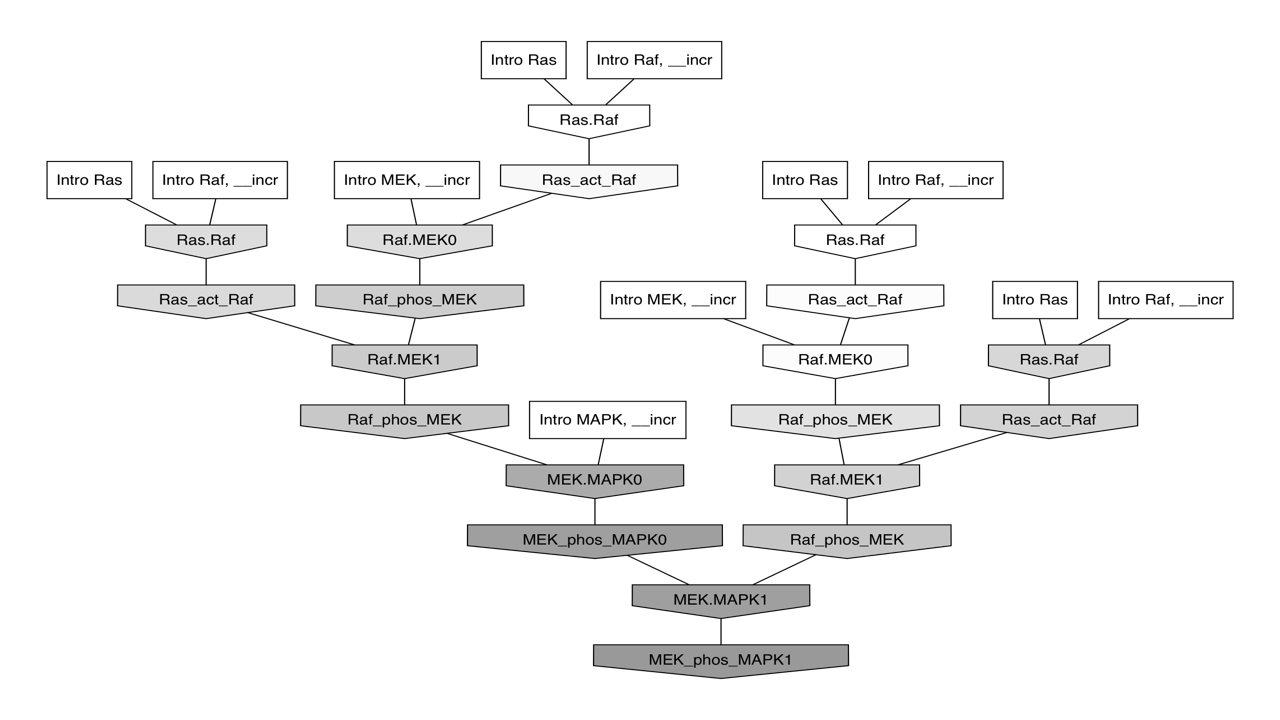 Intro Ras
Intro Raf, __incr
Ras.Raf
Intro Ras
Intro Raf, __incr
Intro MEK, __incr
Ras_act_Raf
Intro Ras
Intro Raf, __incr
Ras.Raf
Raf.MEK0
Ras.Raf
Ras_act_Raf
Raf_phos_MEK
Intro MEK, __incr
Ras_act_Raf
Intro Ras
Intro Raf, __incr
Raf.MEK1
Raf.MEK0
Ras.Raf
Raf_phos_MEK
Intro MAPK, __incr
Raf_phos_MEK
Ras_act_Raf
MEK.MAPK0
Raf.MEK1
MEK_phos_MAPK0
Raf_phos_MEK
MEK.MAPK1
MEK_phos_MAPK1